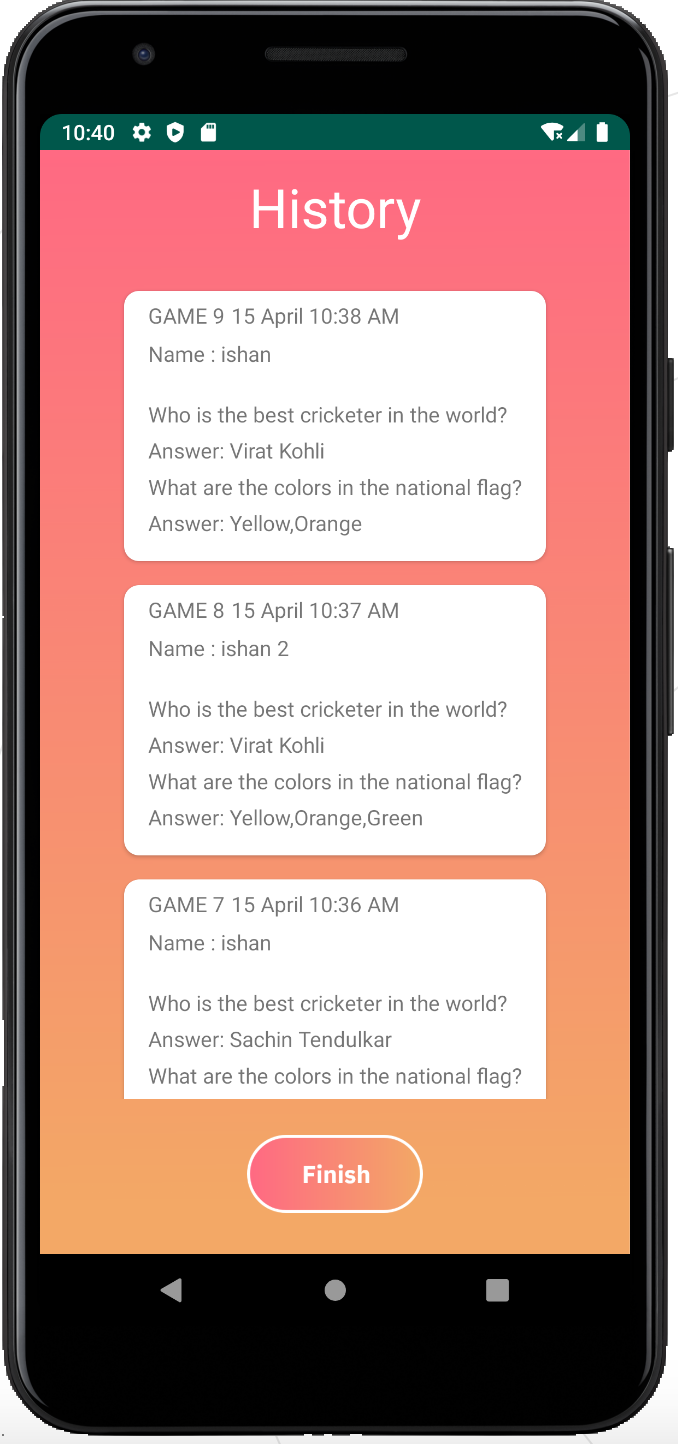 10:40
History
GAME 9 15 April 10:38 AM
Name : ishan
Who is the best cricketer in the world?
Answer: Virat Kohli
What are the colors in the national flag?
Answer: Yellow,Orange
GAME 8 15 April 10:37 AM
Name : ishan 2
Who is the best cricketer in the world?
Answer: Virat Kohli
What are the colors in the national flag?
Answer: Yellow,Orange,Green
GAME 7 15 April 10:36 AM
Name : ishan
Who is the best cricketer in the world?
Answer: Sachin Tendulkar
What are the colors in the national flag?
Finish